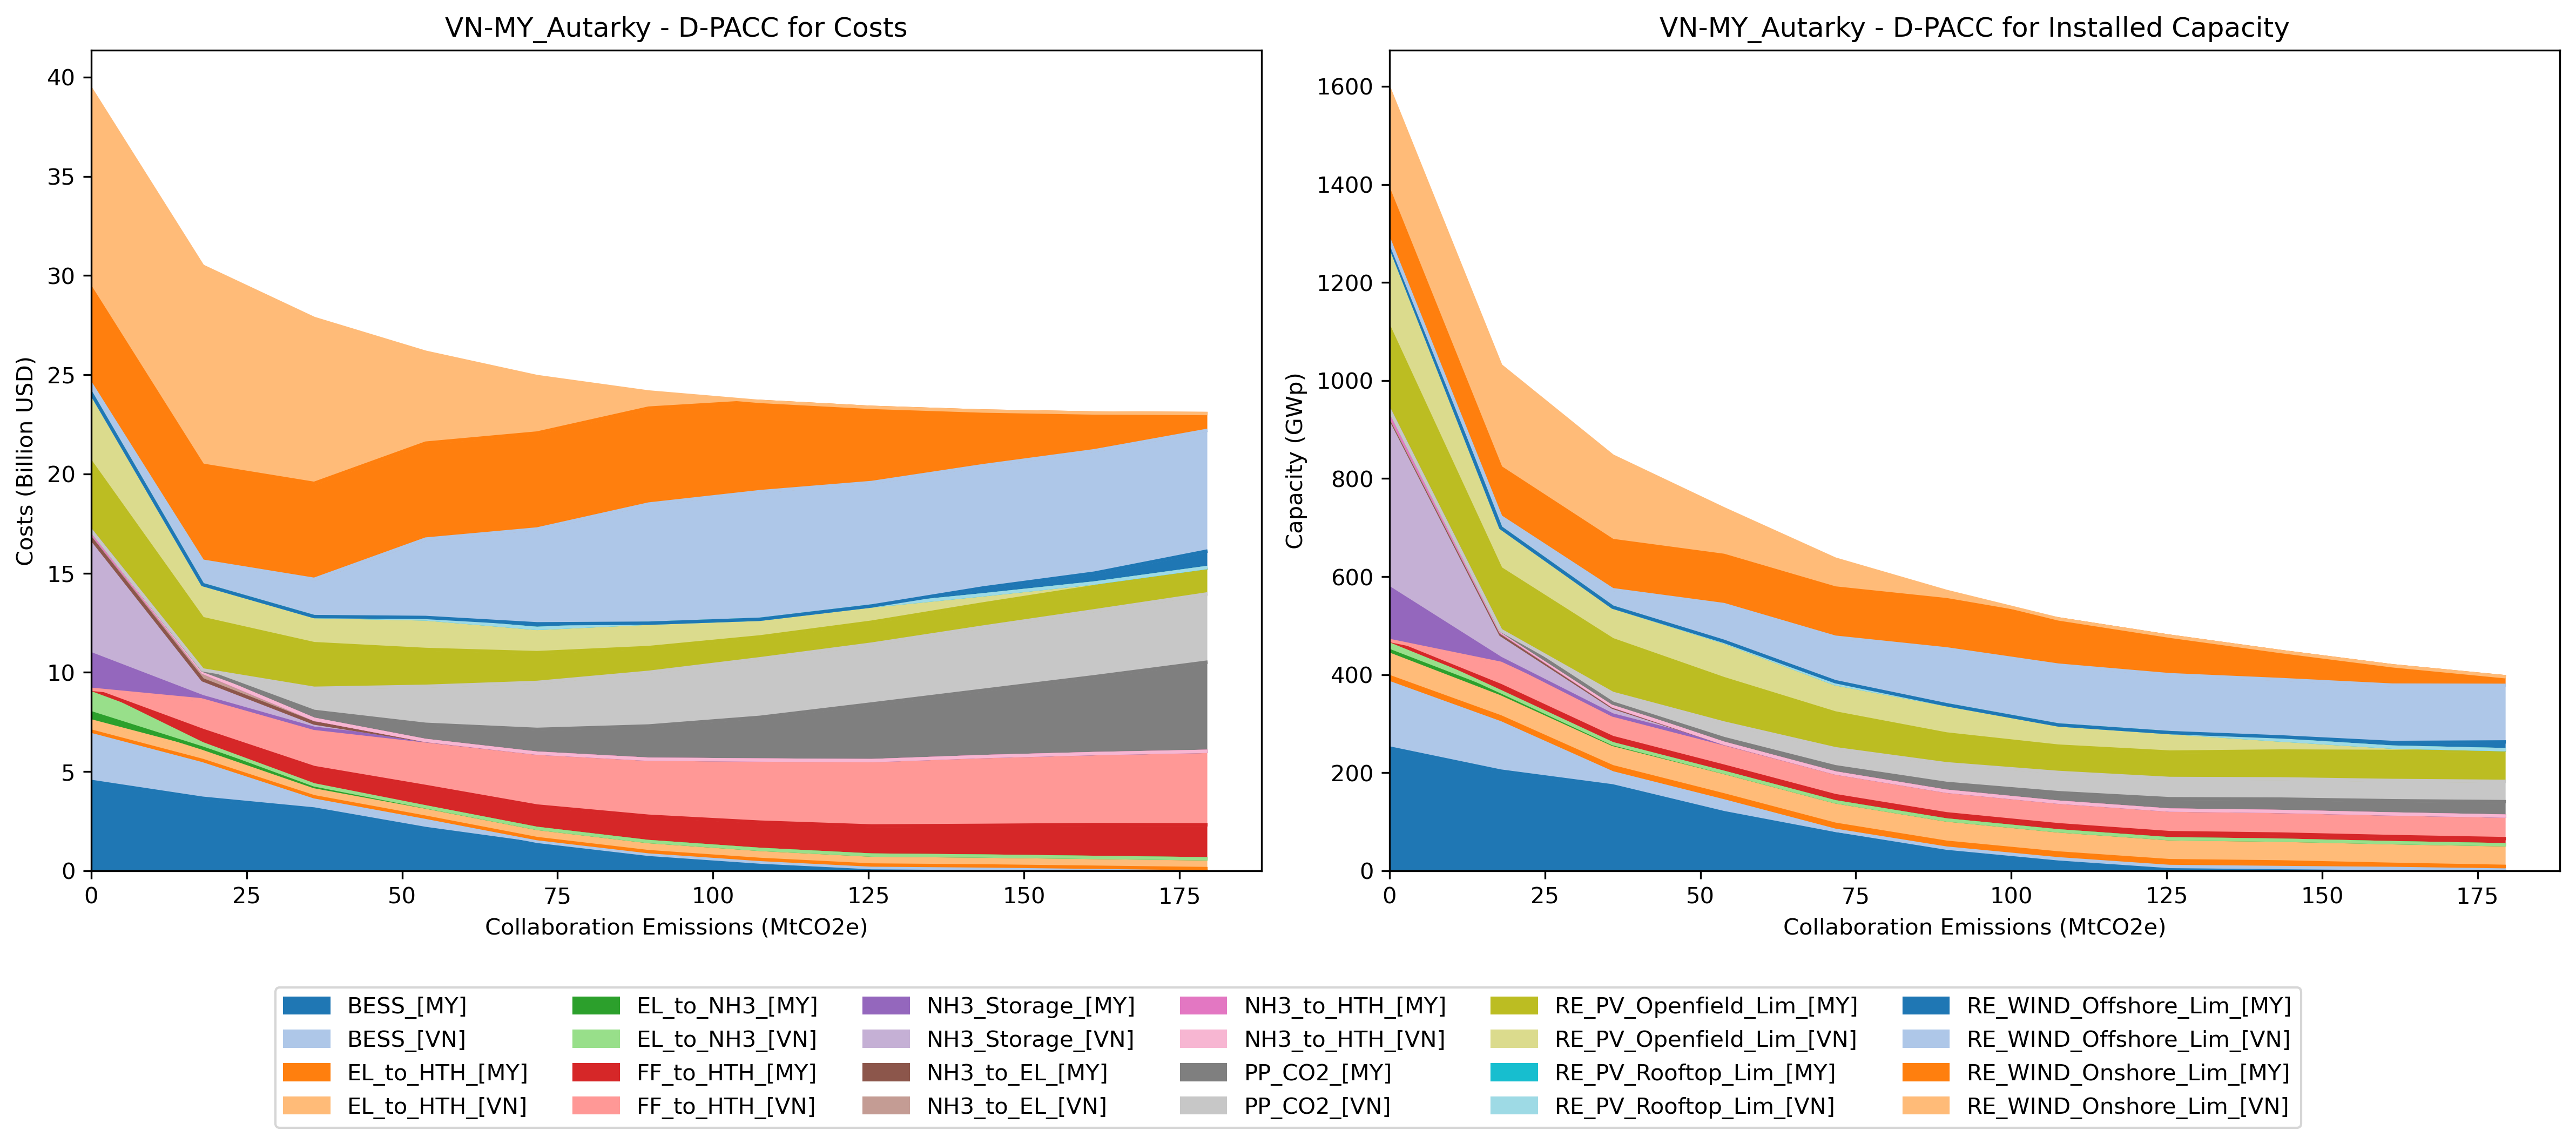 VN-MY_Autarky - D-PACC for Costs
40
35
30
25
20
15
10
5
0
Costs (Billion USD)
0 25 50 75 100 125 150 175
Collaboration Emissions (MtCO2e)
VN-MY_Autarky - D-PACC for Installed Capacity
1600
1400
1200
1000
800
600
400
200
0
Capacity (GWp)
0 25 50 75 100 125 150 175
Collaboration Emissions (MtCO2e)
BESS_[MY]
BESS_[VN]
EL_to_HTH_[MY]
EL_to_HTH_[VN]
EL_to_NH3_[MY]
EL_to_NH3_[VN]
FF_to_HTH_[MY]
FF_to_HTH_[VN]
NH3_Storage_[MY]
NH3_Storage_[VN]
NH3_to_EL_[MY]
NH3_to_EL_[VN]
NH3_to_HTH_[MY]
NH3_to_HTH_[VN]
PP_CO2_[MY]
PP_CO2_[VN]
RE_PV_Openfield_Lim_[MY]
RE_PV_Openfield_Lim_[VN]
RE_PV_Rooftop_Lim_[MY]
RE_PV_Rooftop_Lim_[VN]
RE_WIND_Offshore_Lim_[MY]
RE_WIND_Offshore_Lim_[VN]
RE_WIND_Onshore_Lim_[MY]
RE_WIND_Onshore_Lim_[VN]